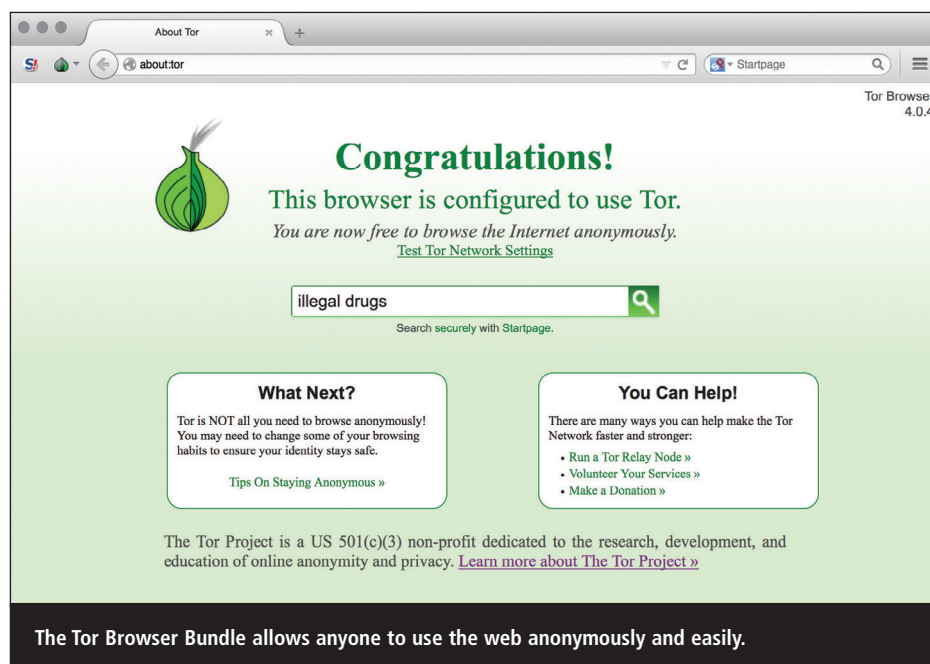 About Tor
S!
about:tor
Startpage
Tor Browse
4.0.4
Congratulations!
This browser is configured to use Tor.
You are now free to browse the Internet anonymously.
Test Tor Network Settings
illegal drugs
Search securely with Startpage.
What Next?
Tor is NOT all you need to browse anonymously!
You may need to change some of your browsing
habits to ensure your identity stays safe.
Tips On Staying Anonymous »
You Can Help!
There are many ways you can help make the Tor
Network faster and stronger:
• Run a Tor Relay Node »
• Volunteer Your Services »
• Make a Donation »
The Tor Project is a US 501(c)(3) non-profit dedicated to the research, development, and
education of online anonymity and privacy. Learn more about The Tor Project »
The Tor Browser Bundle allows anyone to use the web anonymously and easily.